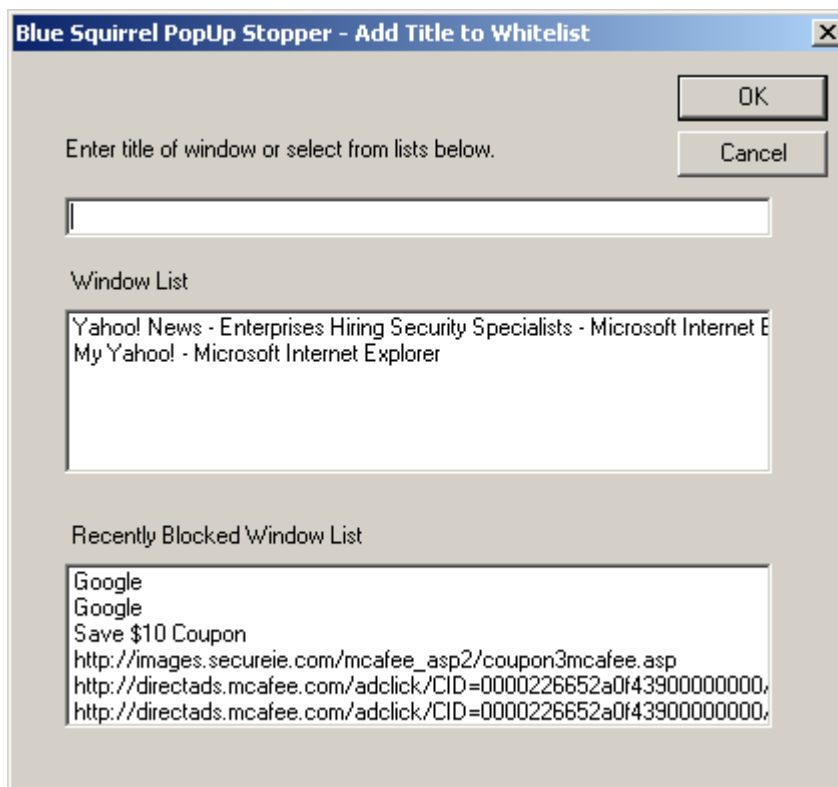 Blue Squirrel PopUp Stopper - Add Title to Whitelist
OK
Enter title of window or select from lists below.
Cancel
Window List
Yahoo! News - Enterprises Hiring Security Specialists - Microsoft Internet E
My Yahoo! - Microsoft Internet Explorer
Recently Blocked Window List
Google
Google
Save $10 Coupon
http://images.secureie.com/mcafee_asp2/coupon3mcafee.asp
http://directads.mcafee.com/adclick/CID=0000226652a0f43900000000/
http://directads.mcafee.com/adclick/CID=0000226652a0f43900000000/